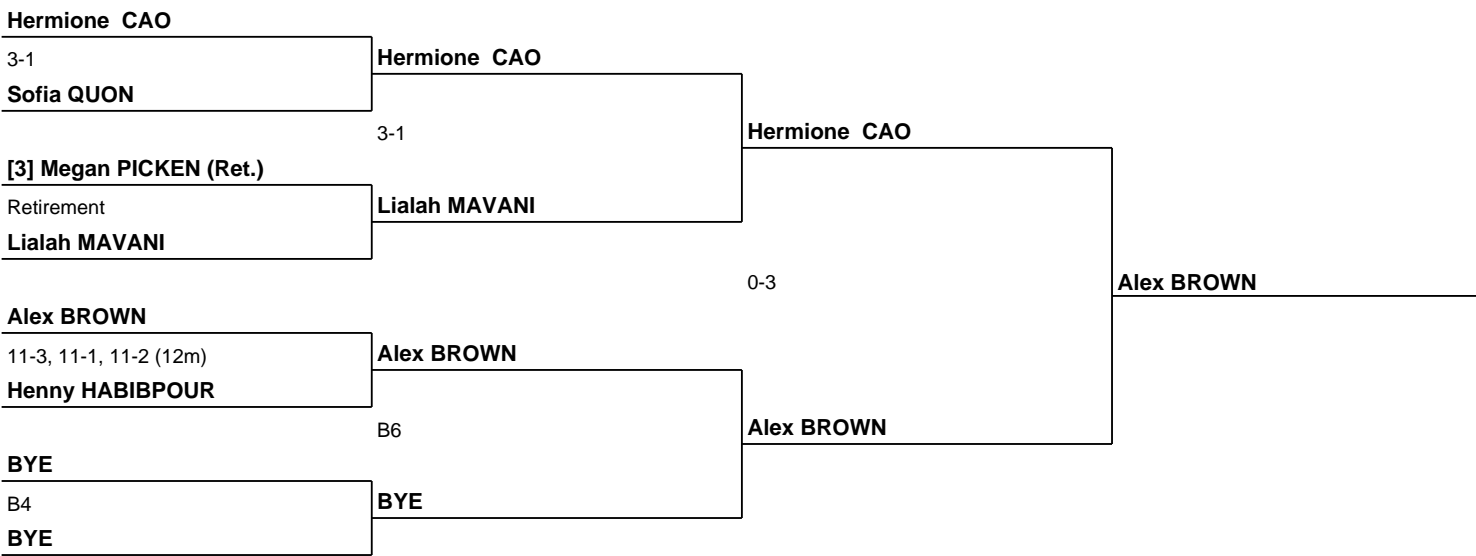 Hermione  CAO
3-1
Sofia QUON
[3] Megan PICKEN (Ret.)
Retirement
Lialah MAVANI
Alex BROWN
11-3, 11-1, 11-2 (12m)
Henny HABIBPOUR
BYE
B4
BYE
Hermione  CAO
3-1
Lialah MAVANI
Alex BROWN
B6
BYE
Hermione  CAO
0-3
Alex BROWN
Alex BROWN